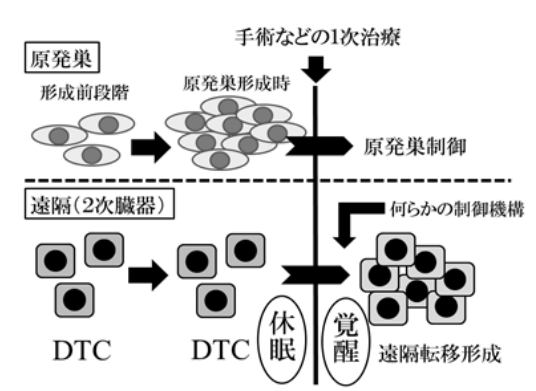 手術などの1次治療
原発巣
形成前段階
原発巣形成時
原発巣制御
遠隔(2次臓器)
何らかの制御機構
DTC
DTC
休眠
覚醒
遠隔転移形成